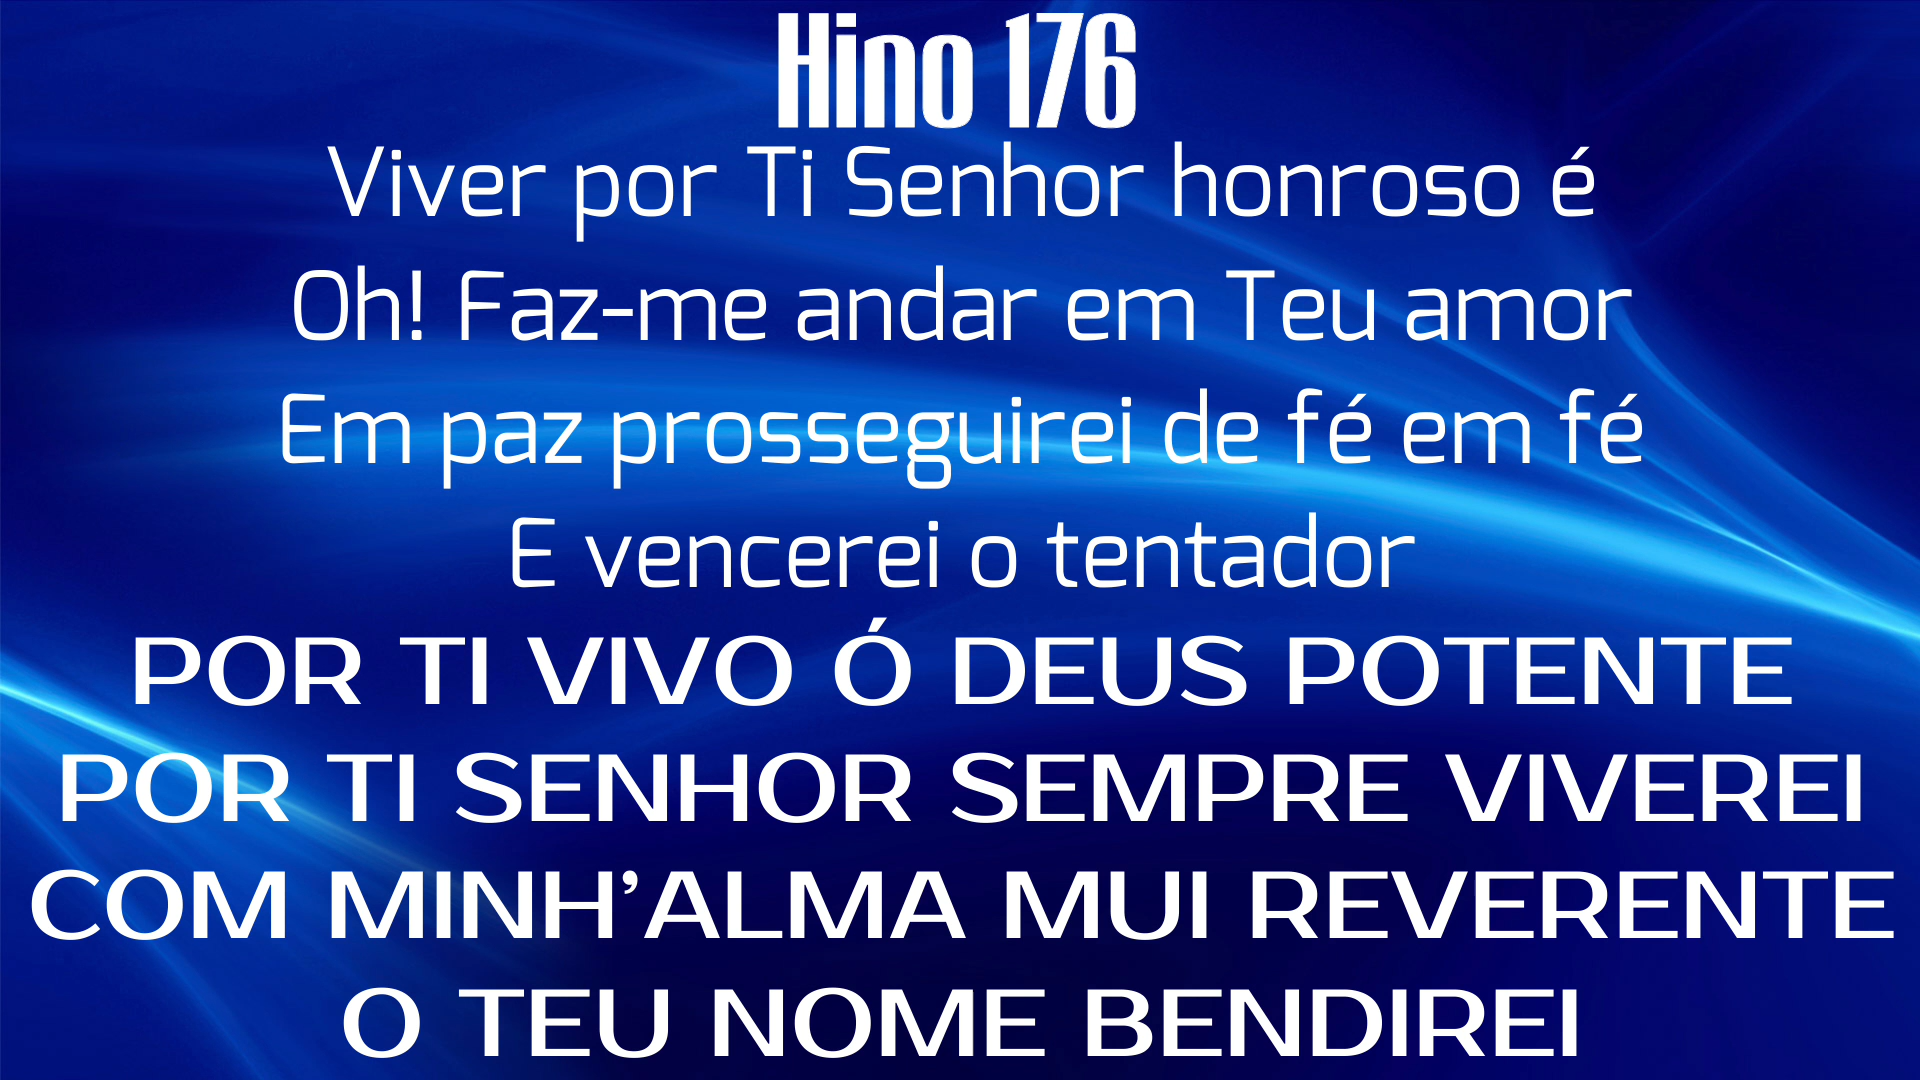 Hino 176
Viver por Ti Senhor honroso é
Oh! Faz-me andar em Teu amor
Em paz prosseguirei de fé em fé
E vencerei o tentador
POR TI VIVO Ó DEUS POTENTE
POR TI SENHOR SEMPRE VIVEREI
COM MINH’ALMA MUI REVERENTE
O TEU NOME BENDIREI